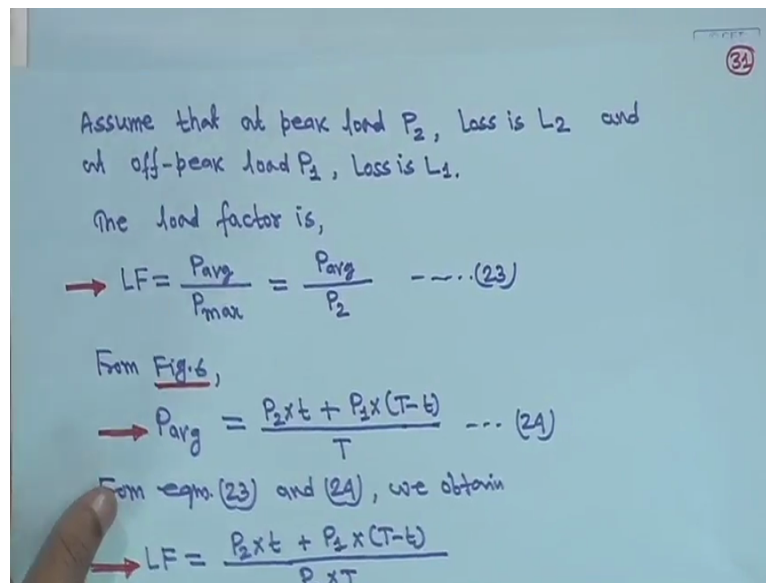 31
Assume that at peak load P₂, Loss is L₂ and
at off-peak load P₁, Loss is L₁.
The load factor is,
→ LF = Pavg / Pmax = Pavg / P₂ ----..(23)
From Fig.6,
→ Pavg = (P₂×t + P₁×(T-t)) / T --- (24)
From eqn. (23) and (24), we obtain
→ LF = (P₂×t + P₁×(T-t)) / P₂×T